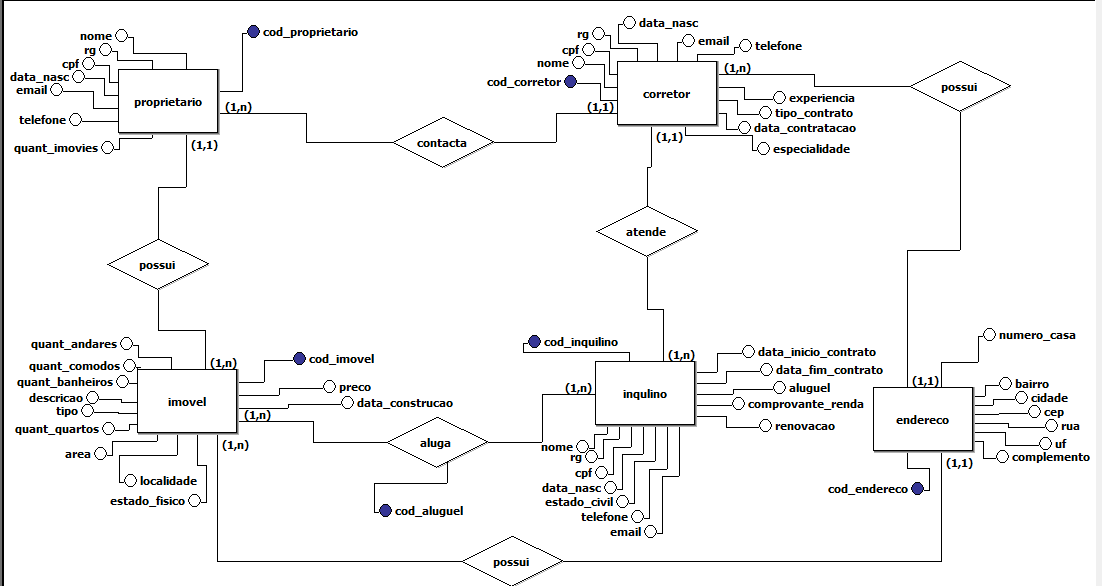 nome
rg
cpf
data_nasc
email
telefone
quant_imovies
proprietario
cod_proprietario
(1,n)
(1,1)
contacta
data_nasc
rg
email
cpf
telefone
nome
cod_corretor
(1,n)
(1,1)
corretor
experiencia
tipo_contrato
data_contratacao
(1,1)
especialidade
possui
atende
possui
quant_andares
quant_comodos
quant_banheiros
descricao
tipo
quant_quartos
area
localidade
estado_fisico
imovel
(1,n)
cod_imovel
preco
data_construcao
(1,n)
(1,n)
aluga
cod_aluguel
cod_inquilino
(1,n)
(1,n)
inqulino
data_inicio_contrato
data_fim_contrato
aluguel
comprovante_renda
renovacao
nome
rg
cpf
data_nasc
estado_civil
telefone
email
numero_casa
(1,1)
endereco
bairro
cidade
cep
rua
uf
complemento
(1,1)
cod_endereco
possui